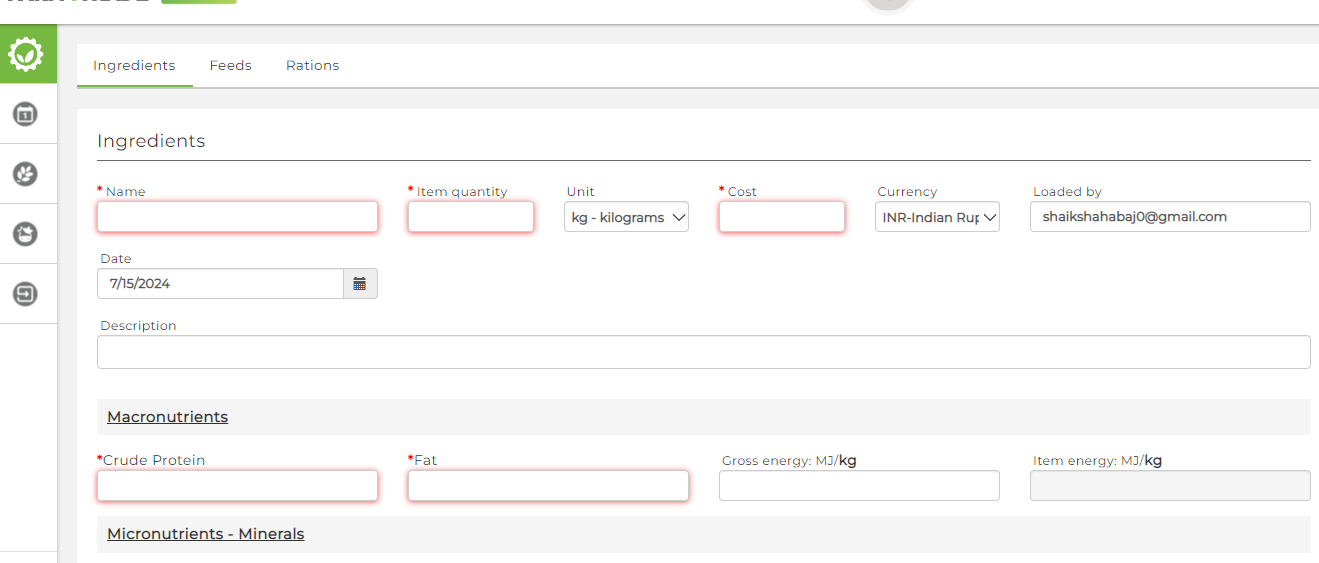 Ingredients Feeds Rations
Ingredients
* Name * Item quantity Unit * Cost Currency Loaded by
kg - kilograms INR-Indian Rup shaikshahabaj0@gmail.com
Date
7/15/2024
Description
Macronutrients
*Crude Protein *Fat Gross energy: MJ/kg Item energy: MJ/kg
Micronutrients - Minerals